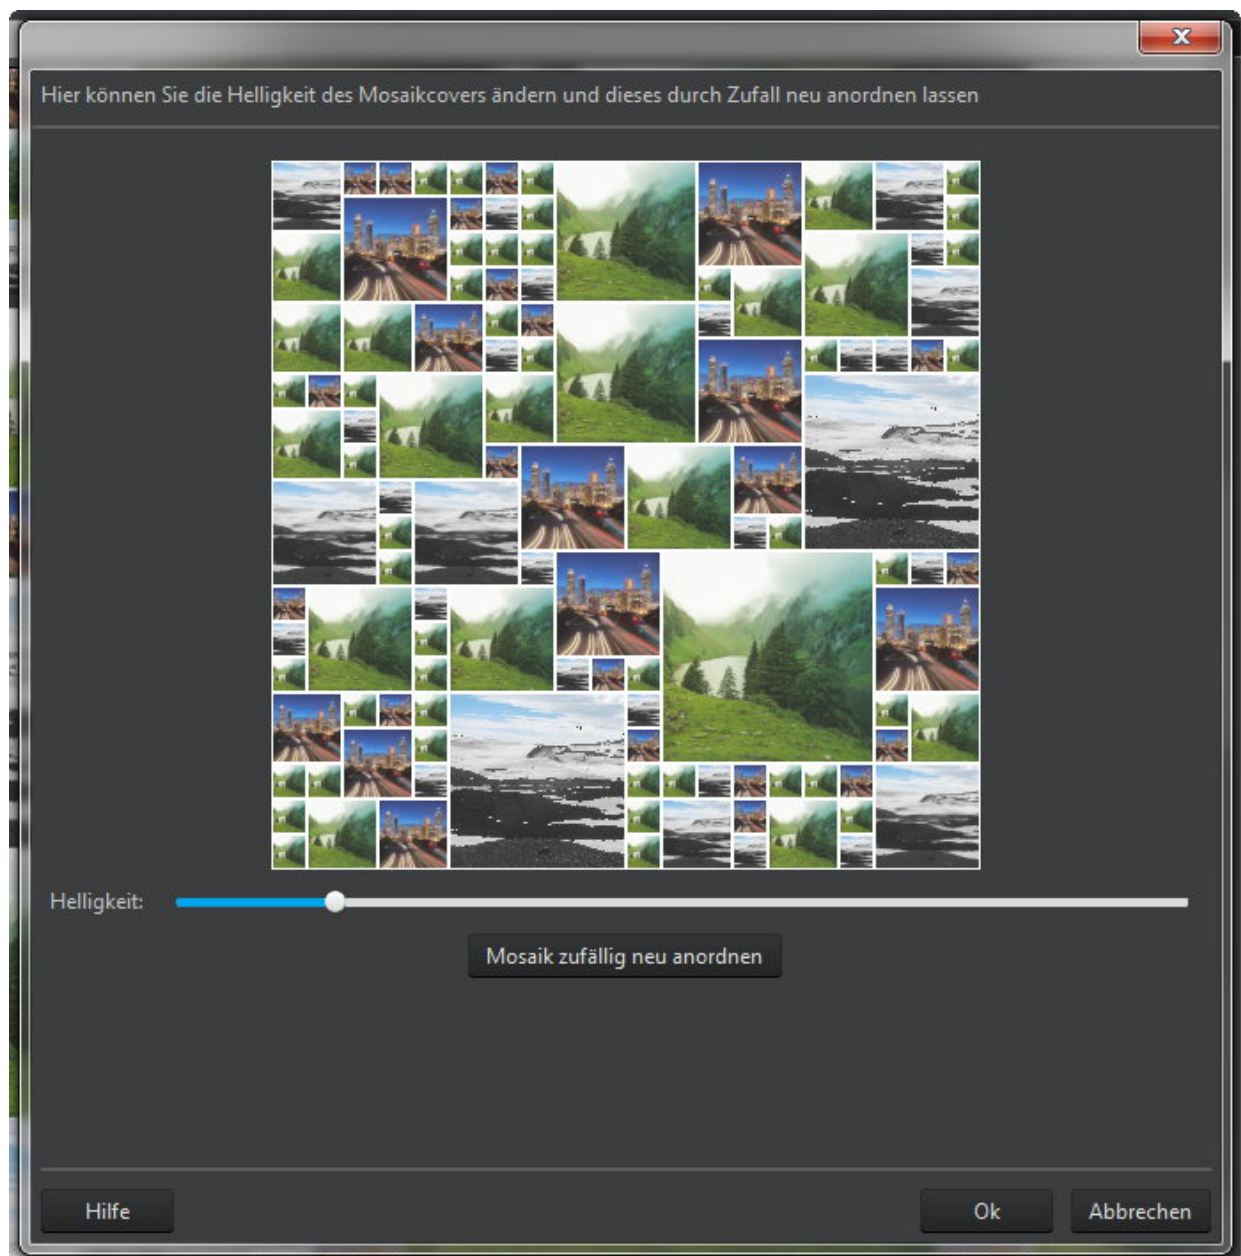 Hier können Sie die Helligkeit des Mosaikcovers ändern und dieses durch Zufall neu anordnen lassen
Helligkeit:
Mosaik zufällig neu anordnen
Hilfe
Ok
Abbrechen